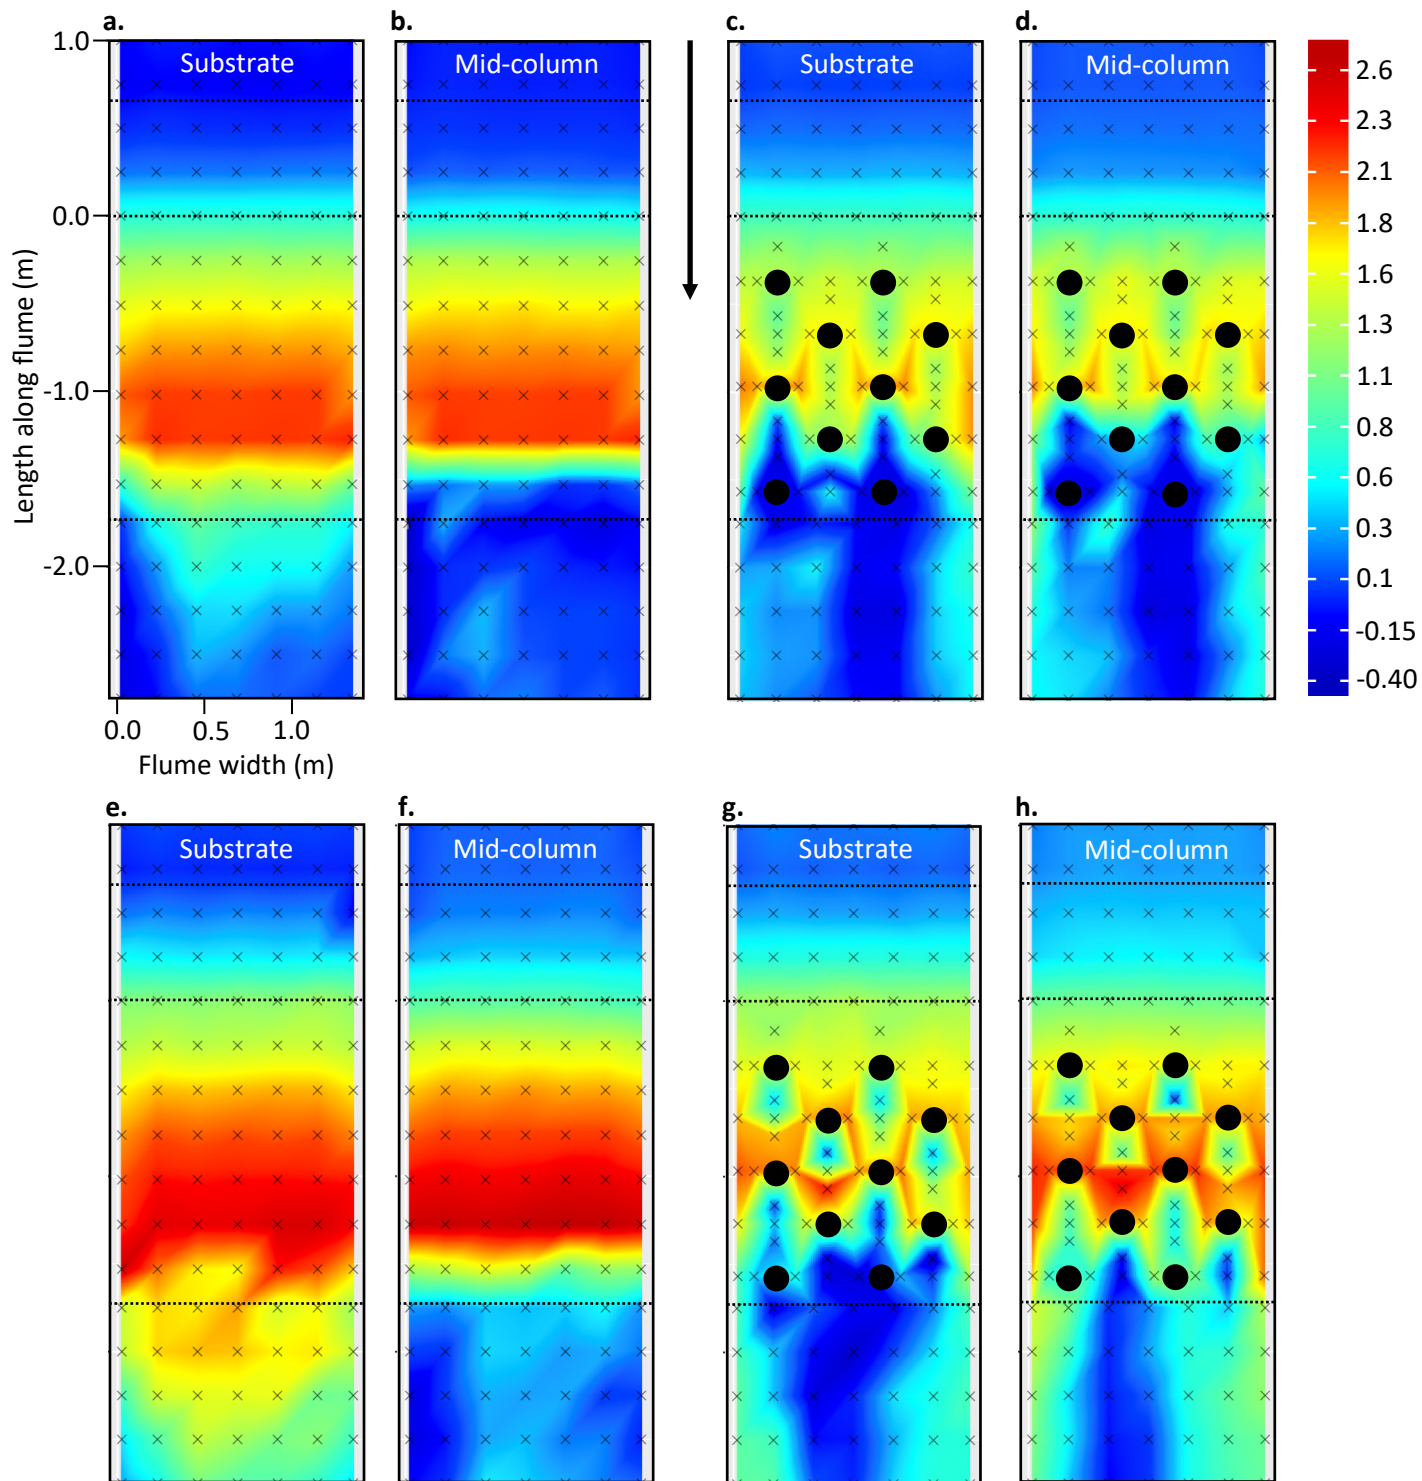 a. b. c. d.
Substrate Mid-column Substrate Mid-column
1.0
0.0
-1.0
-2.0
Length along flume (m)
0.0 0.5 1.0
Flume width (m)
2.6
2.3
2.1
1.8
1.6
1.3
1.1
0.8
0.6
0.3
0.1
-0.15
-0.40
e. f. g. h.
Substrate Mid-column Substrate Mid-column